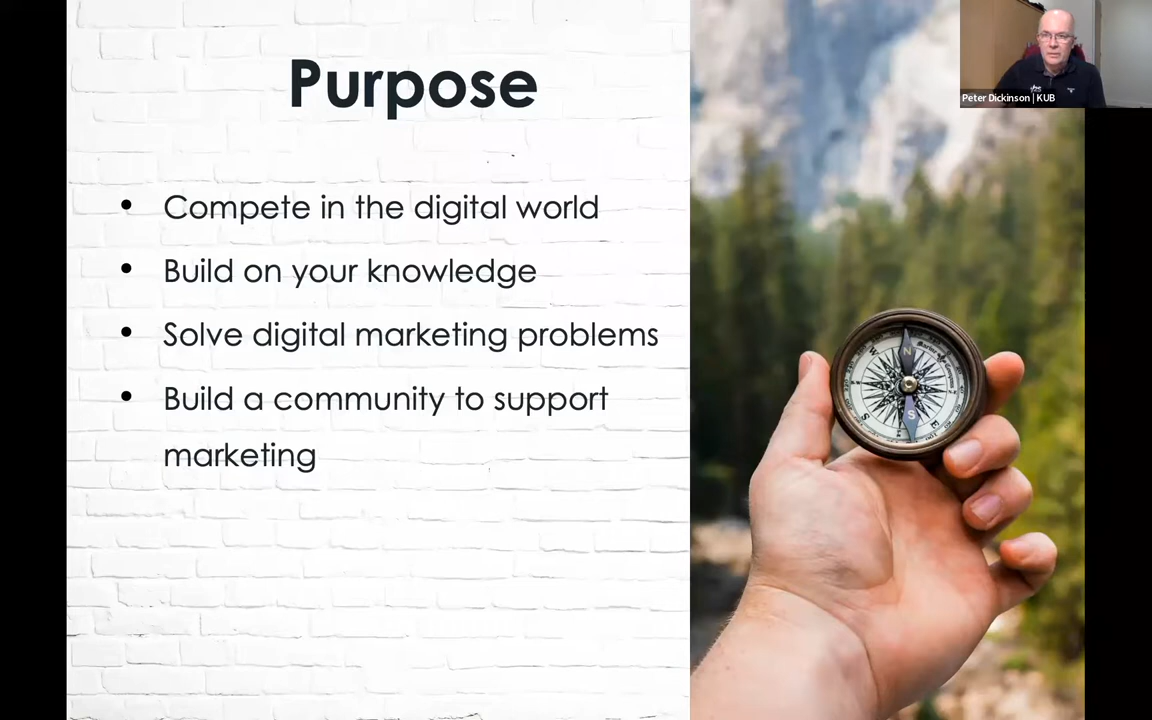 Purpose
• Compete in the digital world
• Build on your knowledge
• Solve digital marketing problems
• Build a community to support
marketing
Peter Dickinson | KUB
N
E
S
W
S